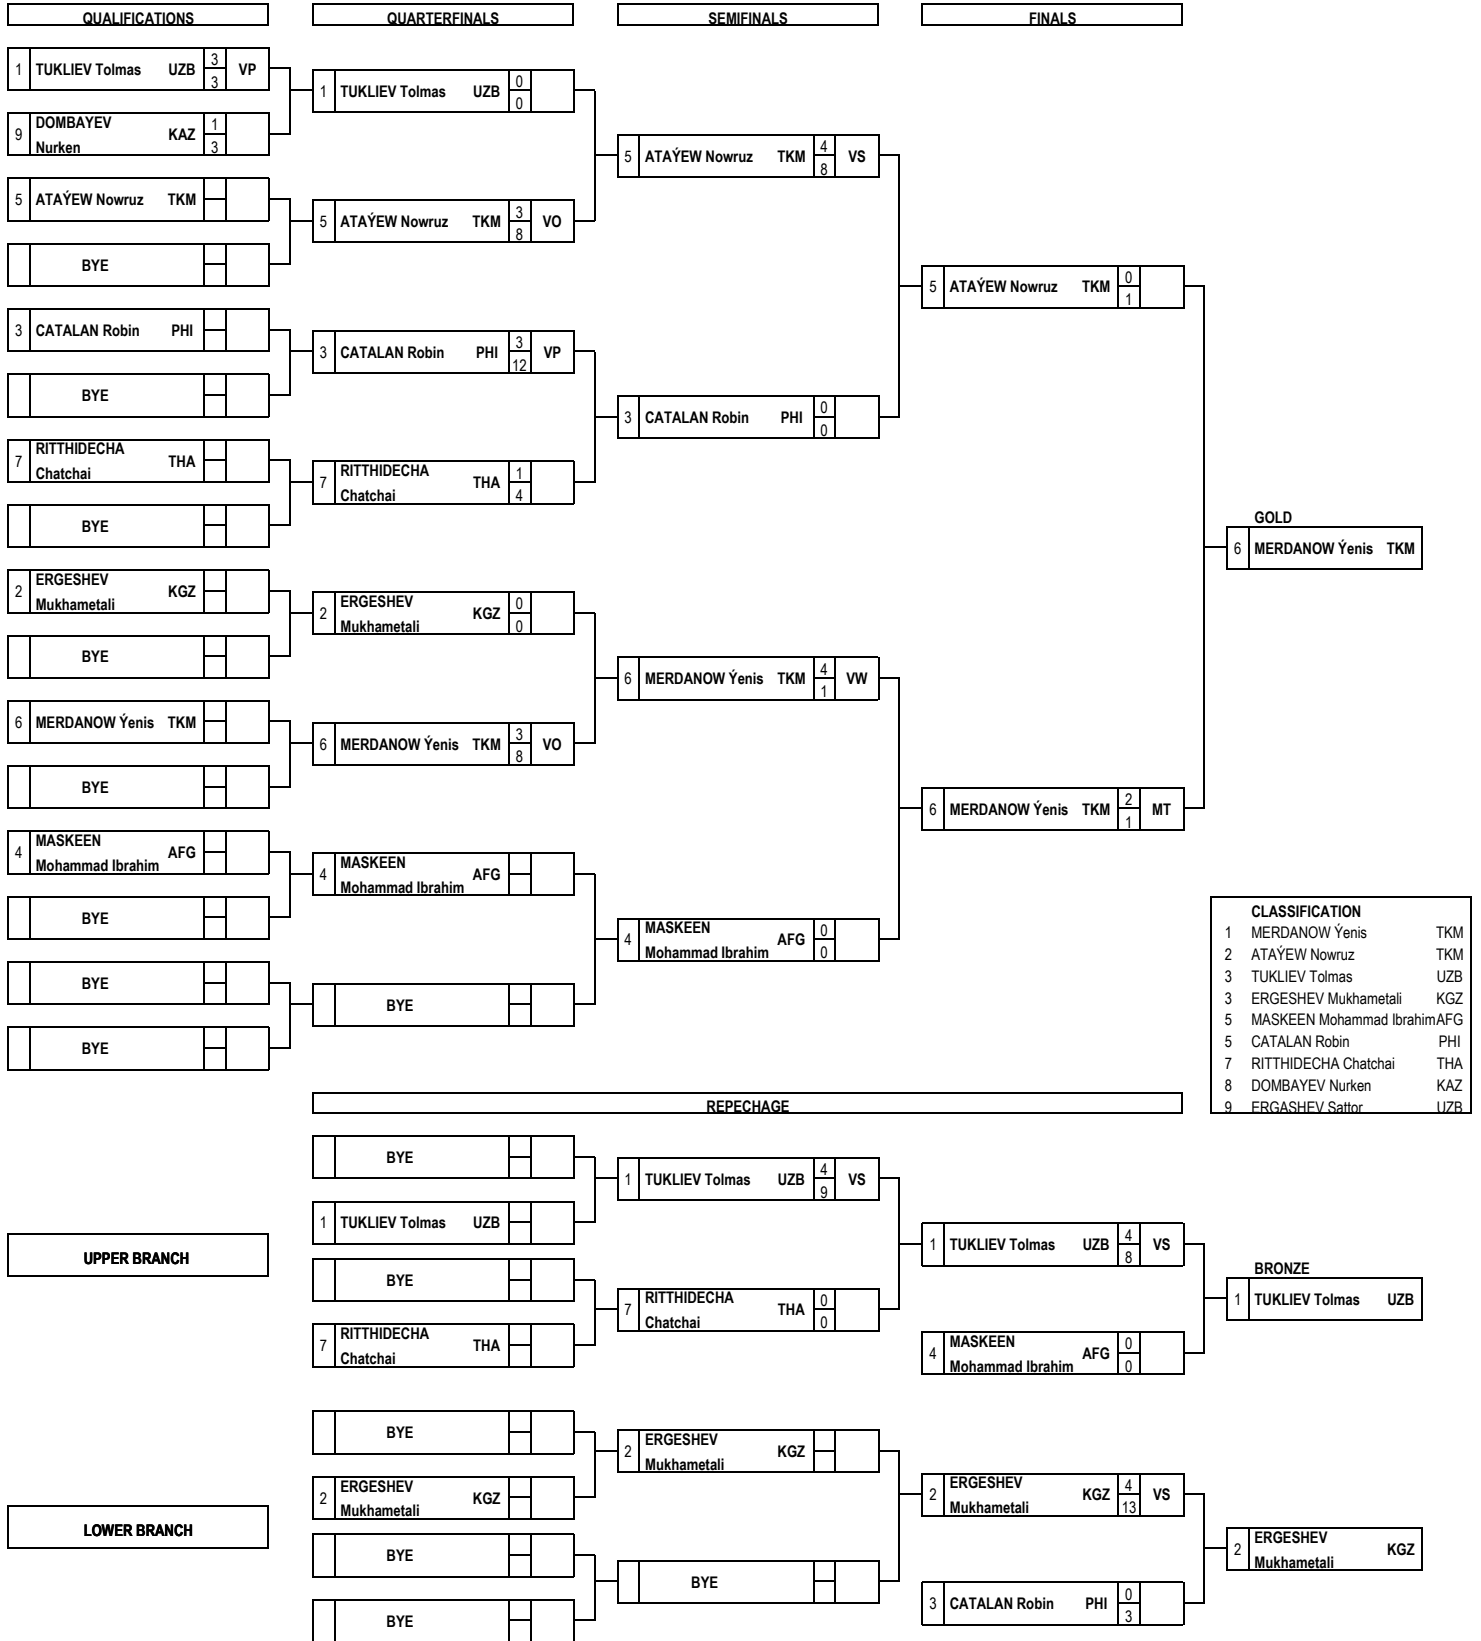 QUALIFICATIONS QUARTERFINALS SEMIFINALS FINALS
1 TUKLIEV Tolmas UZB 3 3 VP
9 DOMBAYEV Nurken KAZ 1 3
5 ATAÝEW Nowruz TKM
BYE
3 CATALAN Robin PHI
BYE
7 RITTHIDECHA Chatchai THA
BYE
2 ERGESHEV Mukhametali KGZ
BYE
6 MERDANOW Ýenis TKM
BYE
4 MASKEEN Mohammad Ibrahim AFG
BYE
BYE
BYE
1 TUKLIEV Tolmas UZB 0 0
5 ATAÝEW Nowruz TKM 3 8 VO
3 CATALAN Robin PHI 3 12 VP
7 RITTHIDECHA Chatchai THA 1 4
2 ERGESHEV Mukhametali KGZ 0 0
6 MERDANOW Ýenis TKM 3 8 VO
4 MASKEEN Mohammad Ibrahim AFG
BYE
5 ATAÝEW Nowruz TKM 4 8 VS
3 CATALAN Robin PHI 0 0
6 MERDANOW Ýenis TKM 4 1 VW
4 MASKEEN Mohammad Ibrahim AFG 0 0
5 ATAÝEW Nowruz TKM 0 1
6 MERDANOW Ýenis TKM 2 1 MT
GOLD
6 MERDANOW Ýenis TKM
CLASSIFICATION
1 MERDANOW Ýenis TKM
2 ATAÝEW Nowruz TKM
3 TUKLIEV Tolmas UZB
3 ERGESHEV Mukhametali KGZ
5 MASKEEN Mohammad Ibrahim AFG
5 CATALAN Robin PHI
7 RITTHIDECHA Chatchai THA
8 DOMBAYEV Nurken KAZ
9 ERGASHEV Sattor UZB
REPECHAGE
UPPER BRANCH
BYE
1 TUKLIEV Tolmas UZB
BYE
7 RITTHIDECHA Chatchai THA
1 TUKLIEV Tolmas UZB 4 9 VS
7 RITTHIDECHA Chatchai THA 0 0
1 TUKLIEV Tolmas UZB 4 8 VS
4 MASKEEN Mohammad Ibrahim AFG 0 0
BRONZE
1 TUKLIEV Tolmas UZB
LOWER BRANCH
BYE
2 ERGESHEV Mukhametali KGZ
BYE
BYE
2 ERGESHEV Mukhametali KGZ
BYE
2 ERGESHEV Mukhametali KGZ 4 13 VS
3 CATALAN Robin PHI 0 3
2 ERGESHEV Mukhametali KGZ